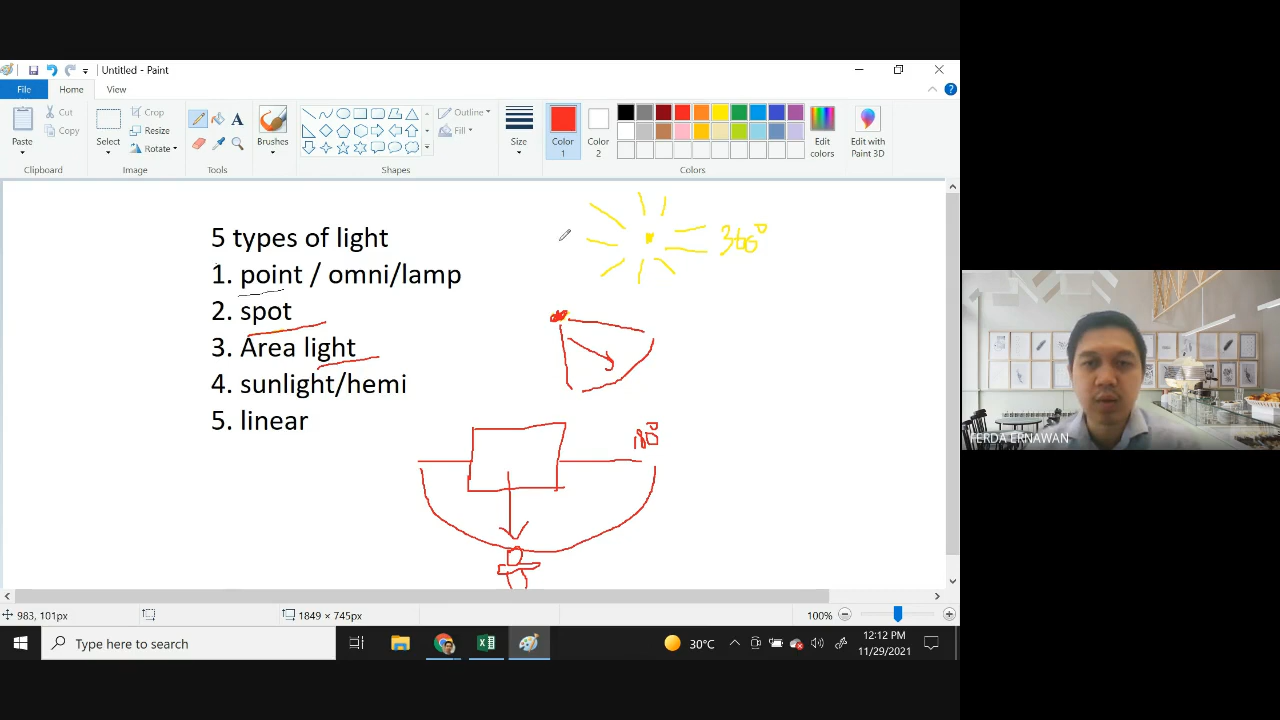 Untitled - Paint
File
Home
View
Paste
Cut
Copy
Clipboard
Select
Crop
Resize
Rotate
Image
A
Tools
Brushes
Outline
Fill
Shapes
Size
Color 1
Color 2
Edit colors
Edit with Paint 3D
Colors
5 types of light
1. point / omni/lamp
2. spot
3. Area light
4. sunlight/hemi
5. linear
360°
180°
FERDA ERNAWAN
983, 101px
1849 × 745px
100%
Type here to search
30°C
12:12 PM
11/29/2021